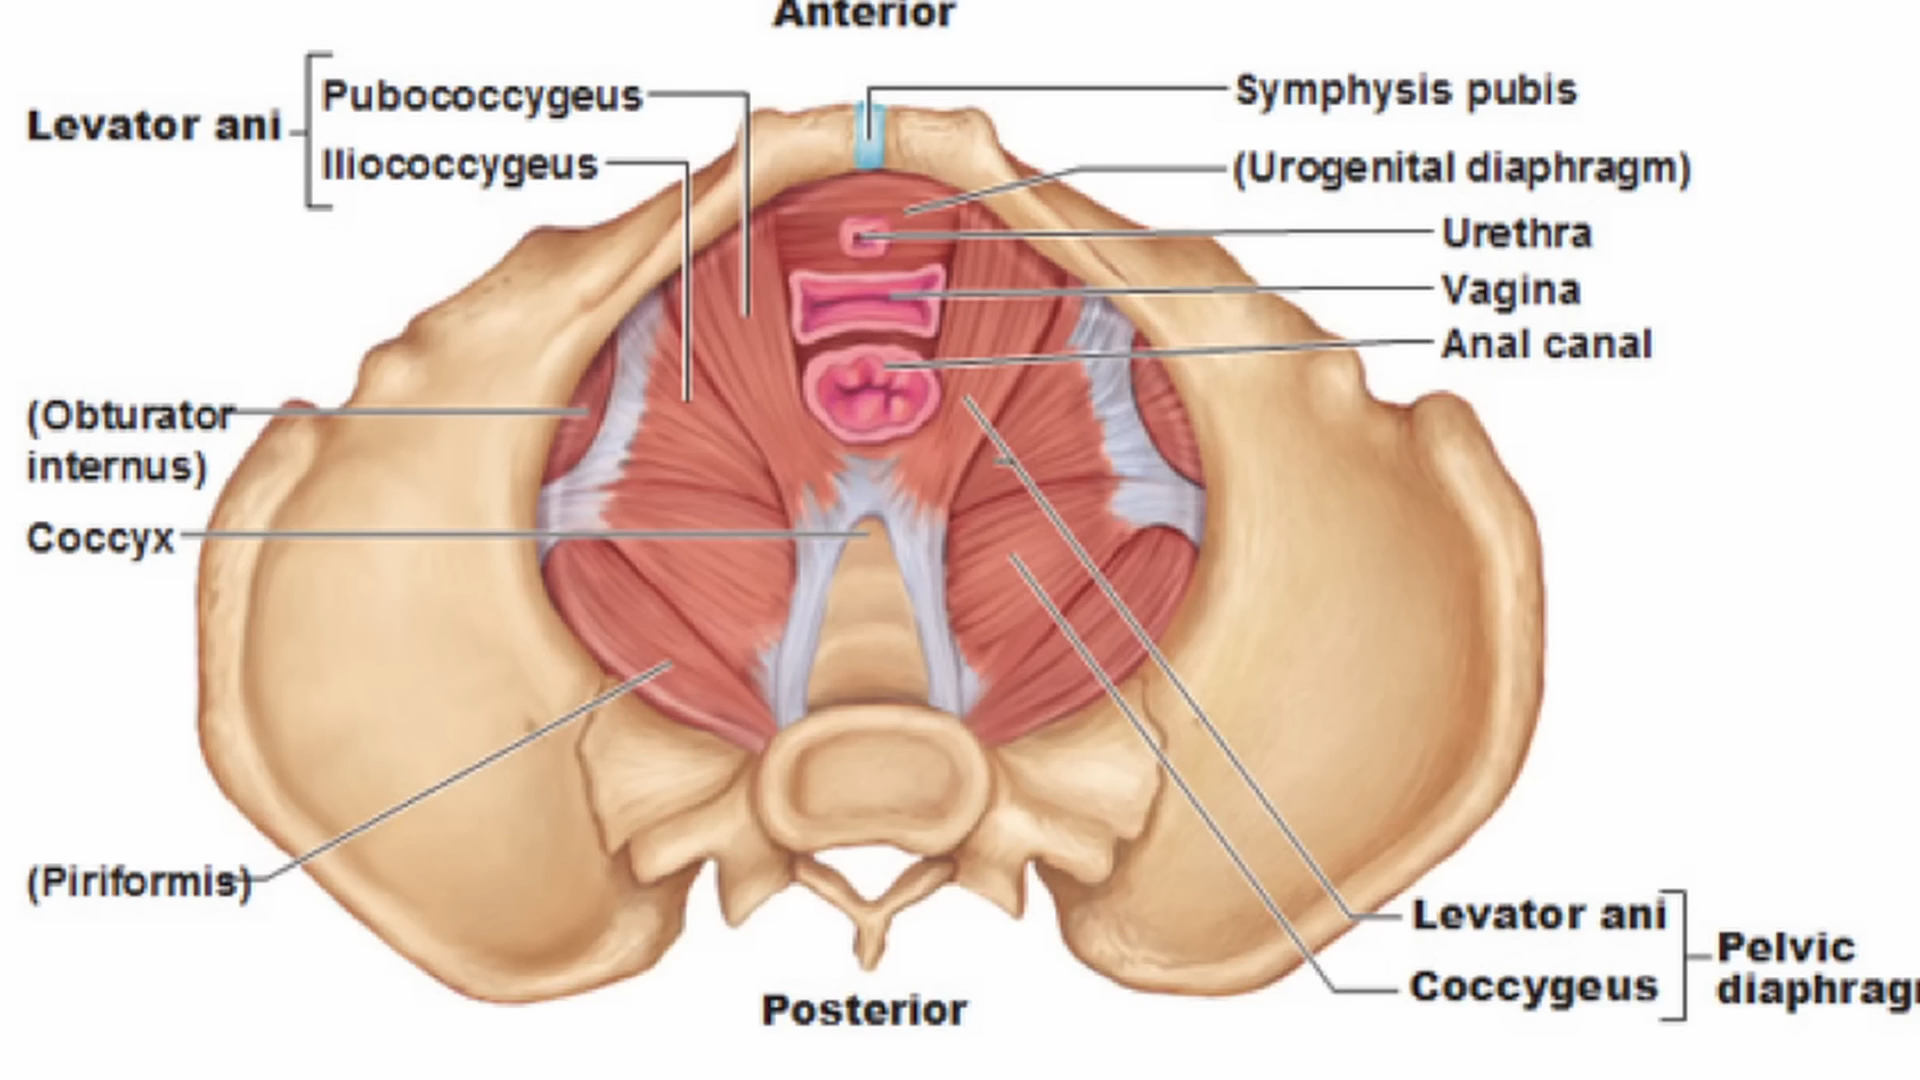 Anterior
Levator ani
Pubococcygeus
Iliococcygeus
Symphysis pubis
(Urogenital diaphragm)
Urethra
Vagina
Anal canal
(Obturator
internus)
Coccyx
(Piriformis)
Levator ani
Coccygeus
Pelvic
diaphragm
Posterior